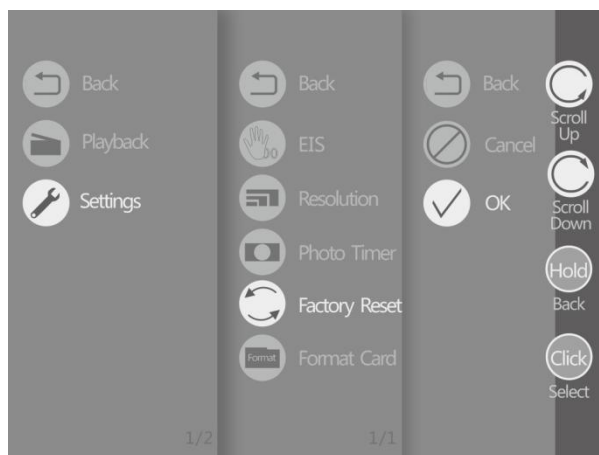 Back
Playback
Settings
1/2
Back
EIS
Resolution
Photo Timer
Factory Reset
Format
Format Card
1/1
Back
Cancel
OK
Scroll
Up
Scroll
Down
Hold
Back
Click
Select